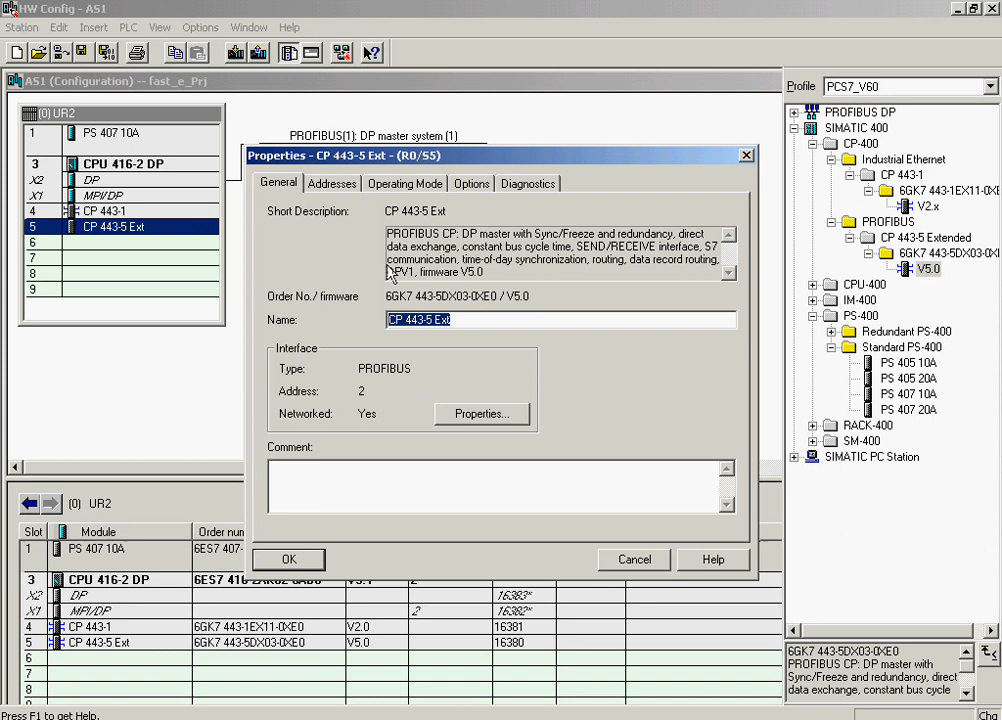 HW Config - AS1
Station Edit Insert PLC View Options Window Help
AS1 (Configuration) -- fast_e_Prj
(0) UR2
1 PS 407 10A
3 CPU 416-2 DP
X2 DP
X1 MPI/DP
4 CP 443-1
5 CP 443-5 Ext
6
7
8
9
PROFIBUS(1): DP master system (1)
Properties - CP 443-5 Ext - (R0/S5)
General Addresses Operating Mode Options Diagnostics
Short Description: CP 443-5 Ext
PROFIBUS CP: DP master with Sync/Freeze and redundancy, direct
data exchange, constant bus cycle time, SEND/RECEIVE interface, S7
communication, time-of-day synchronization, routing, data record routing,
DPV1, firmware V5.0
Order No./ firmware 6GK7 443-5DX03-0XE0 / V5.0
Name: CP 443-5 Ext
Interface
Type: PROFIBUS
Address: 2
Networked: Yes Properties...
Comment:
OK Cancel Help
Profile PCS7_V60
PROFIBUS DP
SIMATIC 400
CP-400
Industrial Ethernet
CP 443-1
6GK7 443-1EX11-0X
V2.x
PROFIBUS
CP 443-5 Extended
6GK7 443-5DX03-0X
V5.0
CPU-400
IM-400
PS-400
Redundant PS-400
Standard PS-400
PS 405 10A
PS 405 20A
PS 407 10A
PS 407 20A
RACK-400
SM-400
SIMATIC PC Station
(0) UR2
Slot Module Order num
1 PS 407 10A 6ES7 407-
3 CPU 416-2 DP
X2 DP 16383*
X1 MPI/DP 2 16382*
4 CP 443-1 6GK7 443-1EX11-0XE0 V2.0 16381
5 CP 443-5 Ext 6GK7 443-5DX03-0XE0 V5.0 16380
6
7
8
9
6GK7 443-5DX03-0XE0
PROFIBUS CP: DP master with
Sync/Freeze and redundancy, direct
data exchange, constant bus cycle
Press F1 to get Help.
Chg